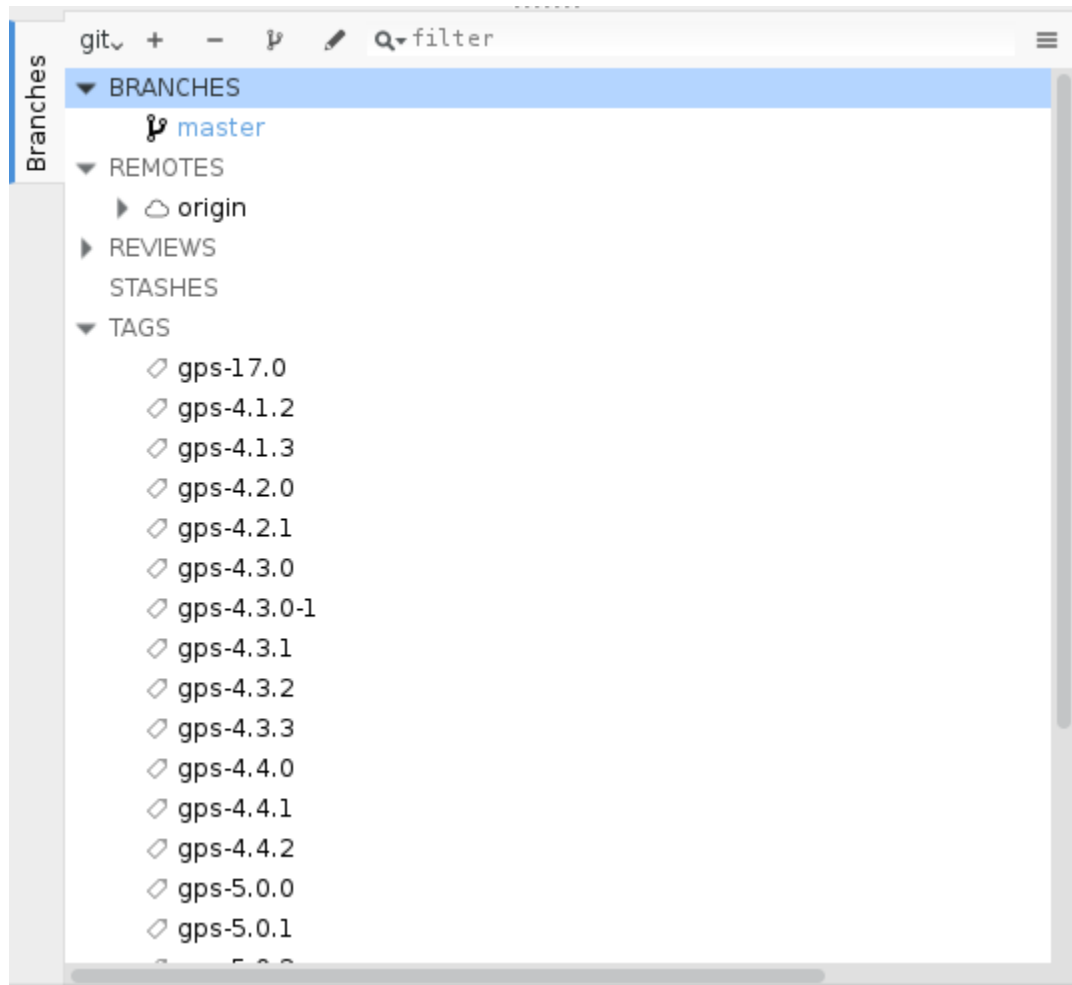 Branches
git filter
BRANCHES
master
REMOTES
origin
REVIEWS
STASHES
TAGS
gps-17.0
gps-4.1.2
gps-4.1.3
gps-4.2.0
gps-4.2.1
gps-4.3.0
gps-4.3.0-1
gps-4.3.1
gps-4.3.2
gps-4.3.3
gps-4.4.0
gps-4.4.1
gps-4.4.2
gps-5.0.0
gps-5.0.1